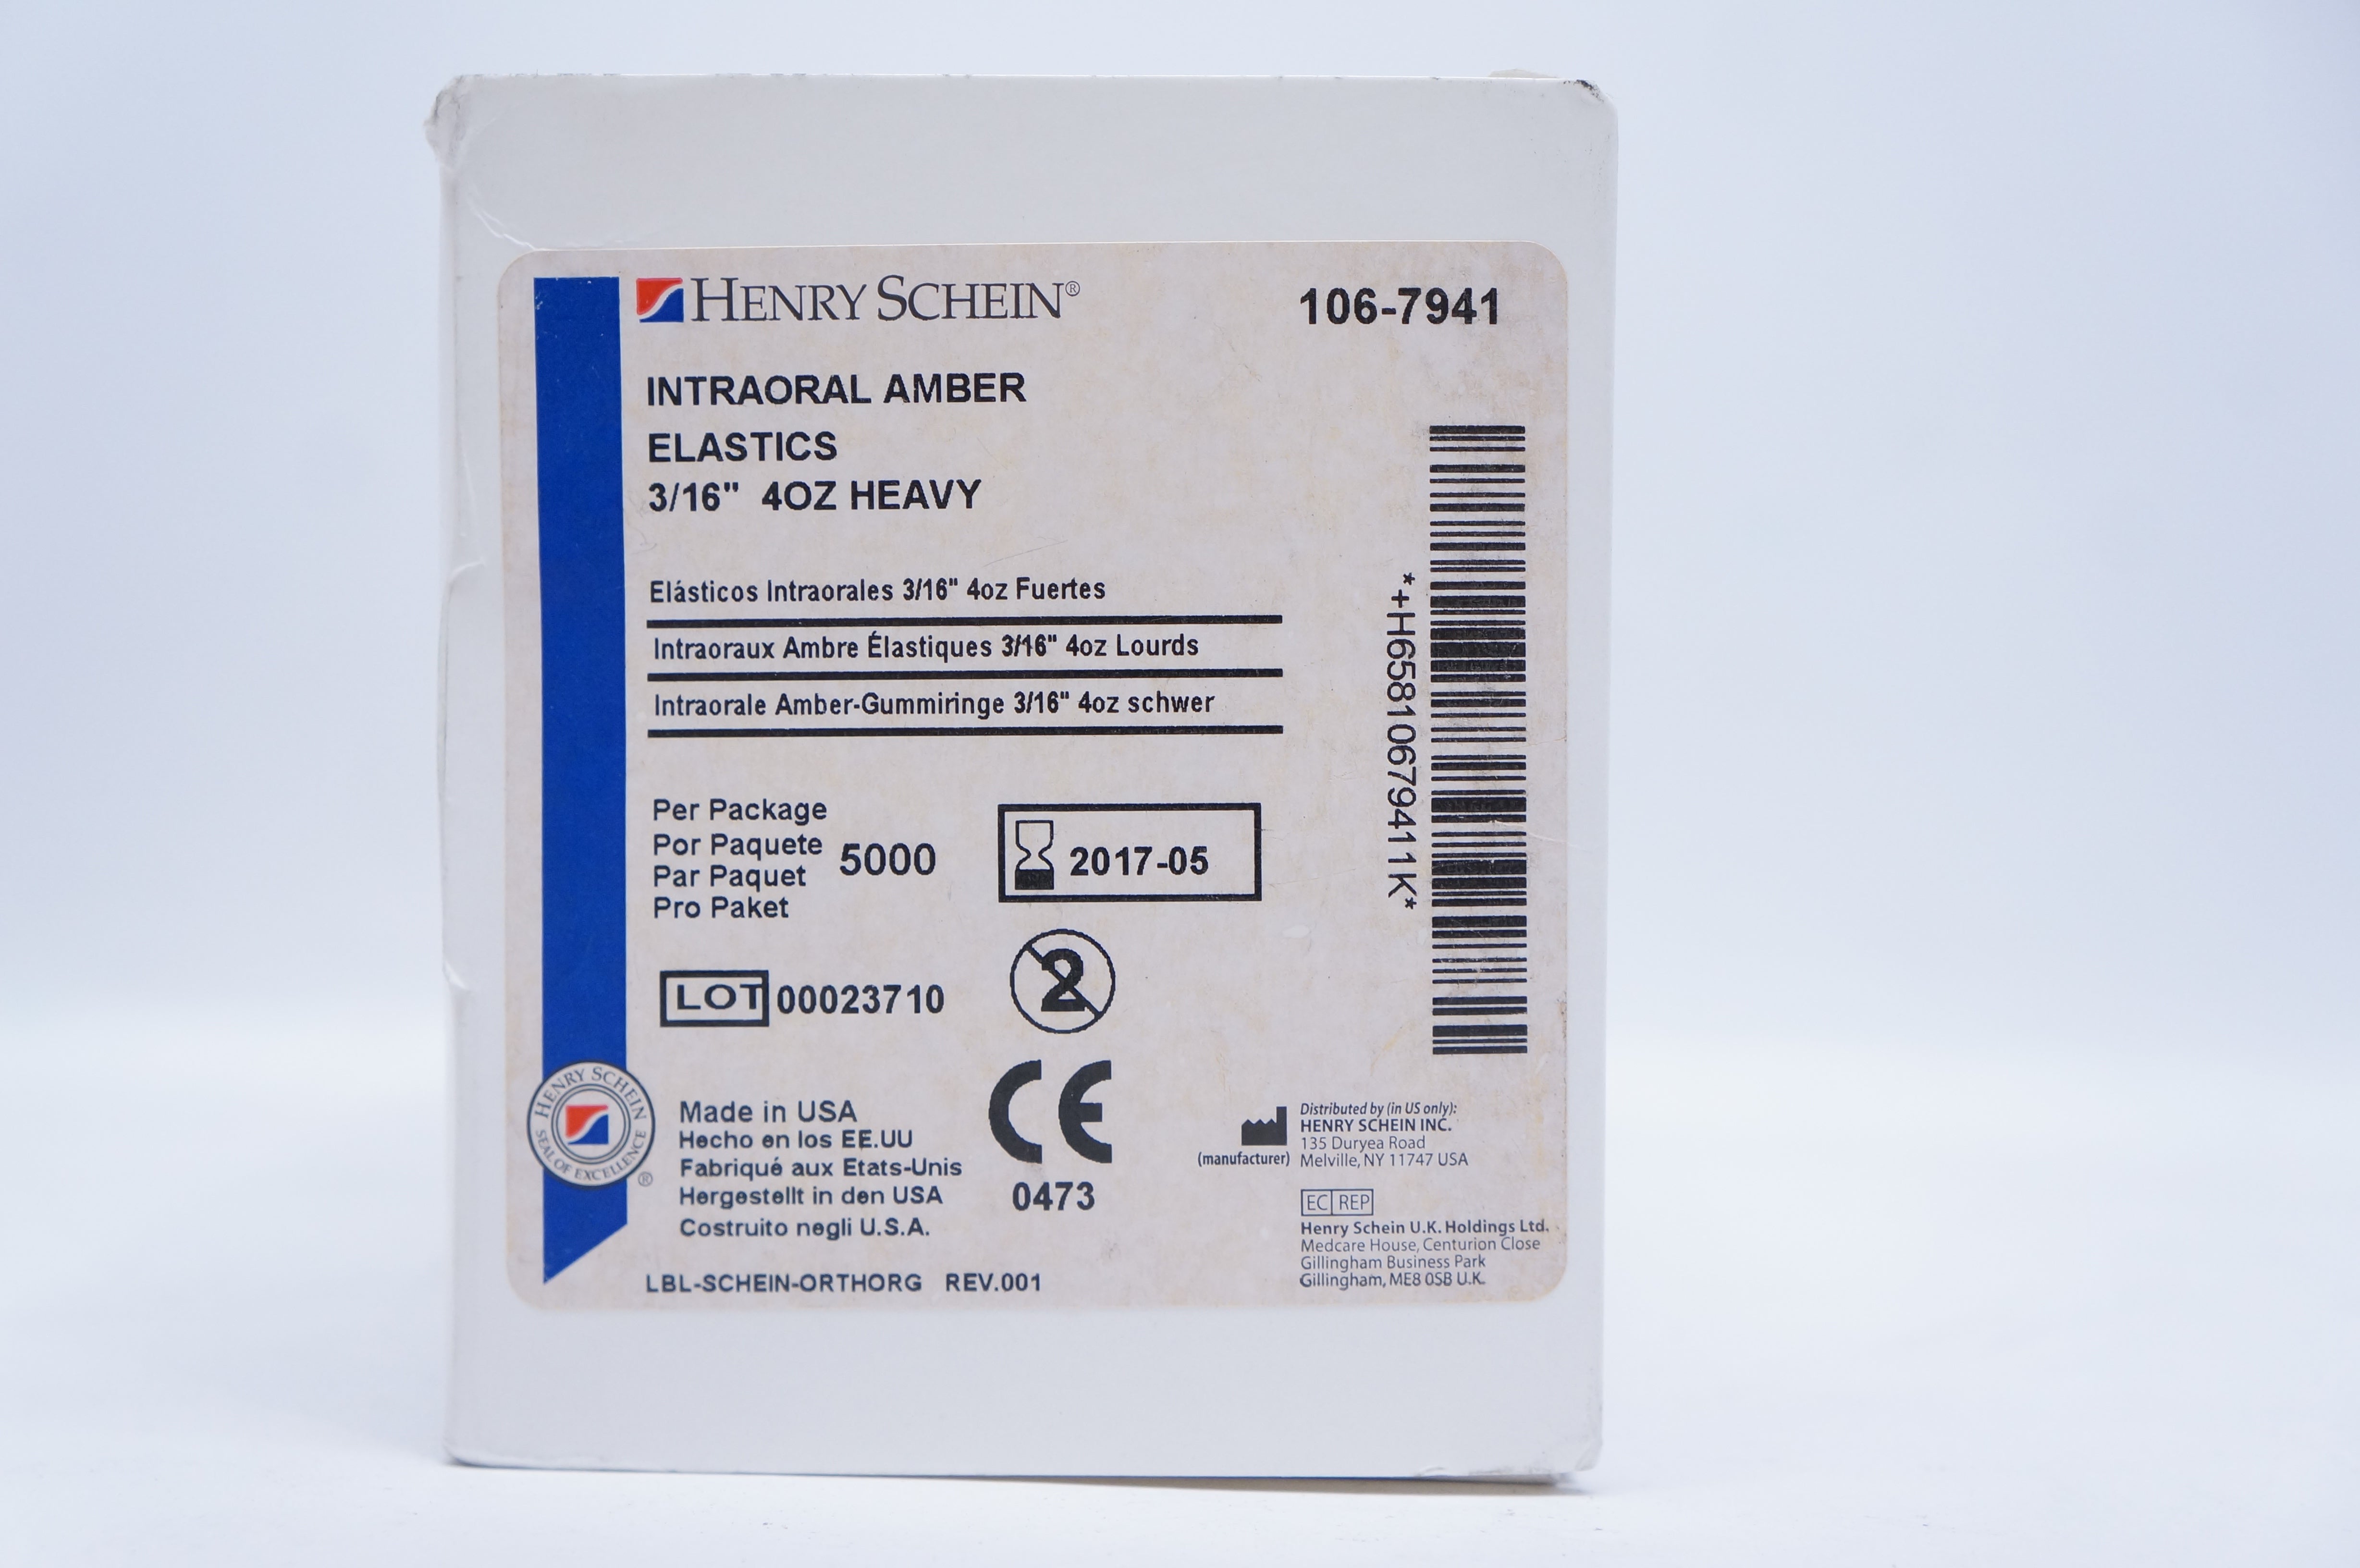 HENRY SCHEIN®
106-7941
INTRAORAL AMBER
ELASTICS
3/16" 4OZ HEAVY
Elásticos Intraorales 3/16" 4oz Fuertes
Intraoraux Ambre Élastiques 3/16" 4oz Lourds
Intraorale Amber-Gummiringe 3/16" 4oz schwer
*+H658106794111K*
Per Package
Por Paquete
Par Paquet
Pro Paket
5000
2017-05
LOT 00023710
2
CE
0473
HENRY SCHEIN
SEAL OF EXCELLENCE
®
Made in USA
Hecho en los EE.UU
Fabriqué aux Etats-Unis
Hergestellt in den USA
Costruito negli U.S.A.
LBL-SCHEIN-ORTHORG REV.001
(manufacturer)
Distributed by (in US only):
HENRY SCHEIN INC.
135 Duryea Road
Melville, NY 11747 USA
EC REP
Henry Schein U.K. Holdings Ltd.
Medcare House, Centurion Close
Gillingham Business Park
Gillingham, ME8 0SB U.K.